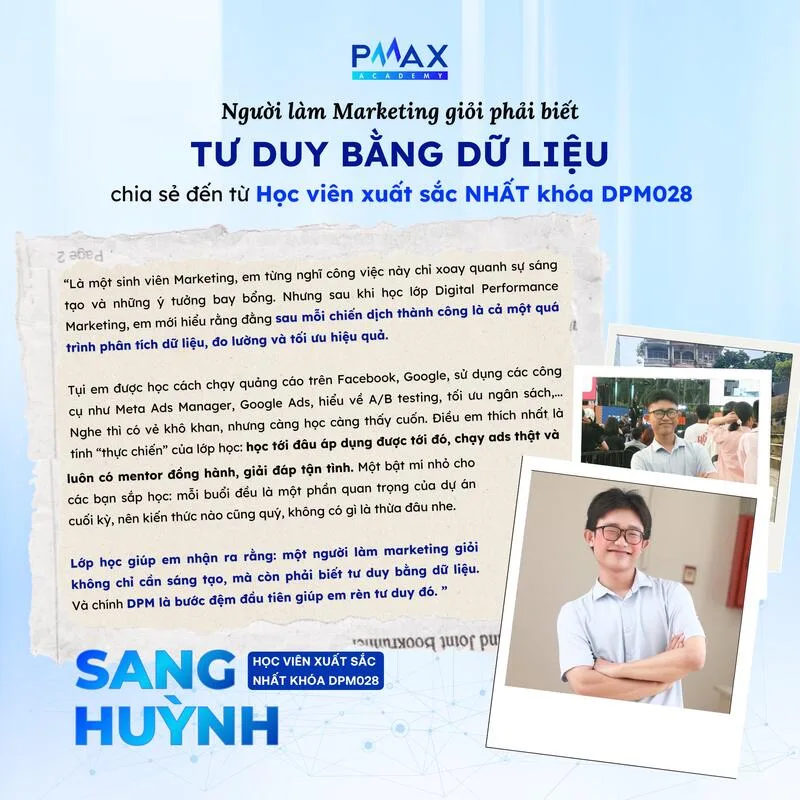 PMAX
ACADEMY
Người làm Marketing giỏi phải biết
TƯ DUY BẰNG DỮ LIỆU
chia sẻ đến từ Học viên xuất sắc NHẤT khóa DPM028
Page 2
“Là một sinh viên Marketing, em từng nghĩ công việc này chỉ xoay quanh sự sáng
tạo và những ý tưởng bay bổng. Nhưng sau khi học lớp Digital Performance
Marketing, em mới hiểu rằng đằng sau mỗi chiến dịch thành công là cả một quá
trình phân tích dữ liệu, đo lường và tối ưu hiệu quả.
Tụi em được học cách chạy quảng cáo trên Facebook, Google, sử dụng các công
cụ như Meta Ads Manager, Google Ads, hiểu về A/B testing, tối ưu ngân sách,...
Nghe thì có vẻ khô khan, nhưng càng học càng thấy cuốn. Điều em thích nhất là
tính “thực chiến” của lớp học: học tới đâu áp dụng được tới đó, chạy ads thật và
luôn có mentor đồng hành, giải đáp tận tình. Một bật mí nhỏ cho
các bạn sắp học: mỗi buổi đều là một phần quan trọng của dự án
cuối kỳ, nên kiến thức nào cũng quý, không có gì là thừa đâu nhe.
Lớp học giúp em nhận ra rằng: một người làm marketing giỏi
không chỉ cần sáng tạo, mà còn phải biết tư duy bằng dữ liệu.
Và chính DPM là bước đệm đầu tiên giúp em rèn tư duy đó. ”
nd Joint Bookrunner
SANG
HUỲNH
HỌC VIÊN XUẤT SẮC
NHẤT KHÓA DPM028